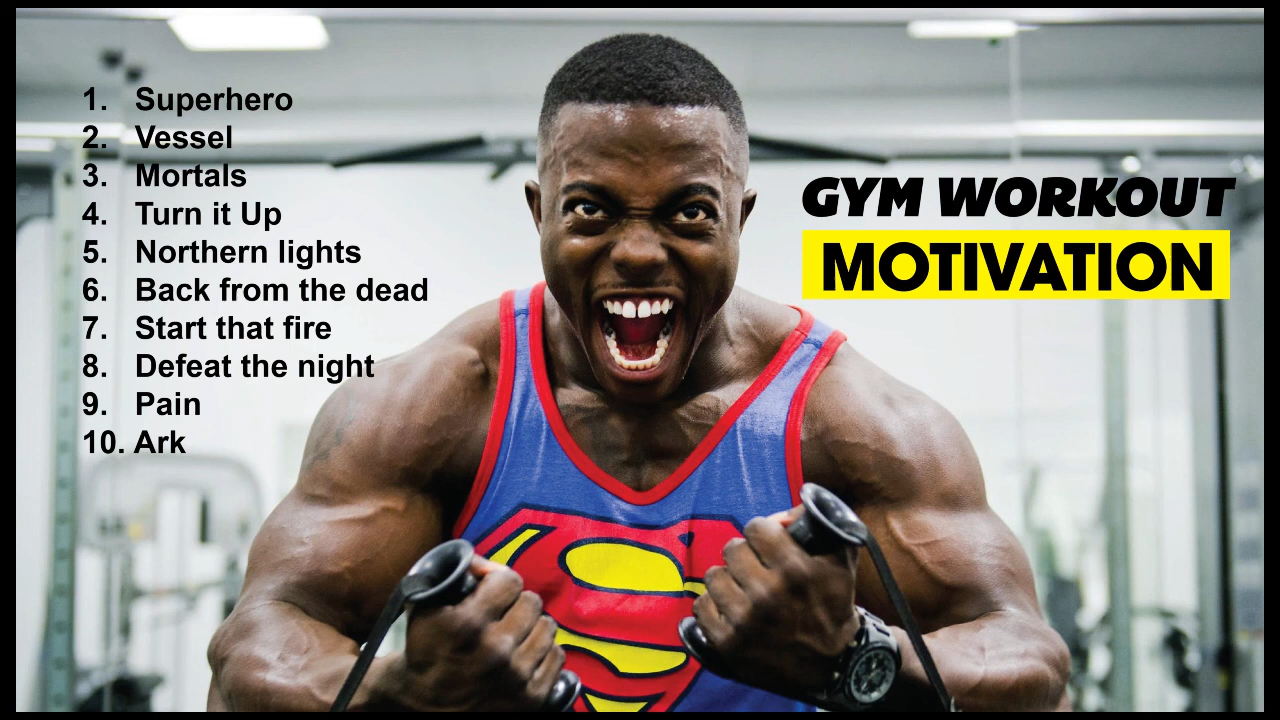 1. Superhero
2. Vessel
3. Mortals
4. Turn it Up
5. Northern lights
6. Back from the dead
7. Start that fire
8. Defeat the night
9. Pain
10. Ark
GYM WORKOUT
MOTIVATION